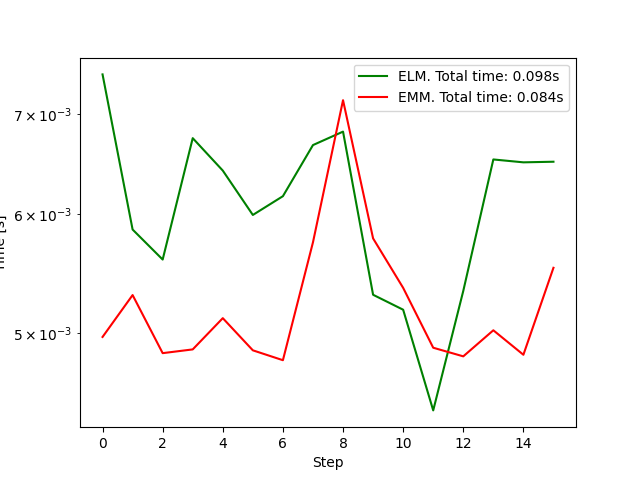 ELM. Total time: 0.098s
EMM. Total time: 0.084s
7 × 10⁻³
6 × 10⁻³
5 × 10⁻³
Time [s]
0 2 4 6 8 10 12 14
Step